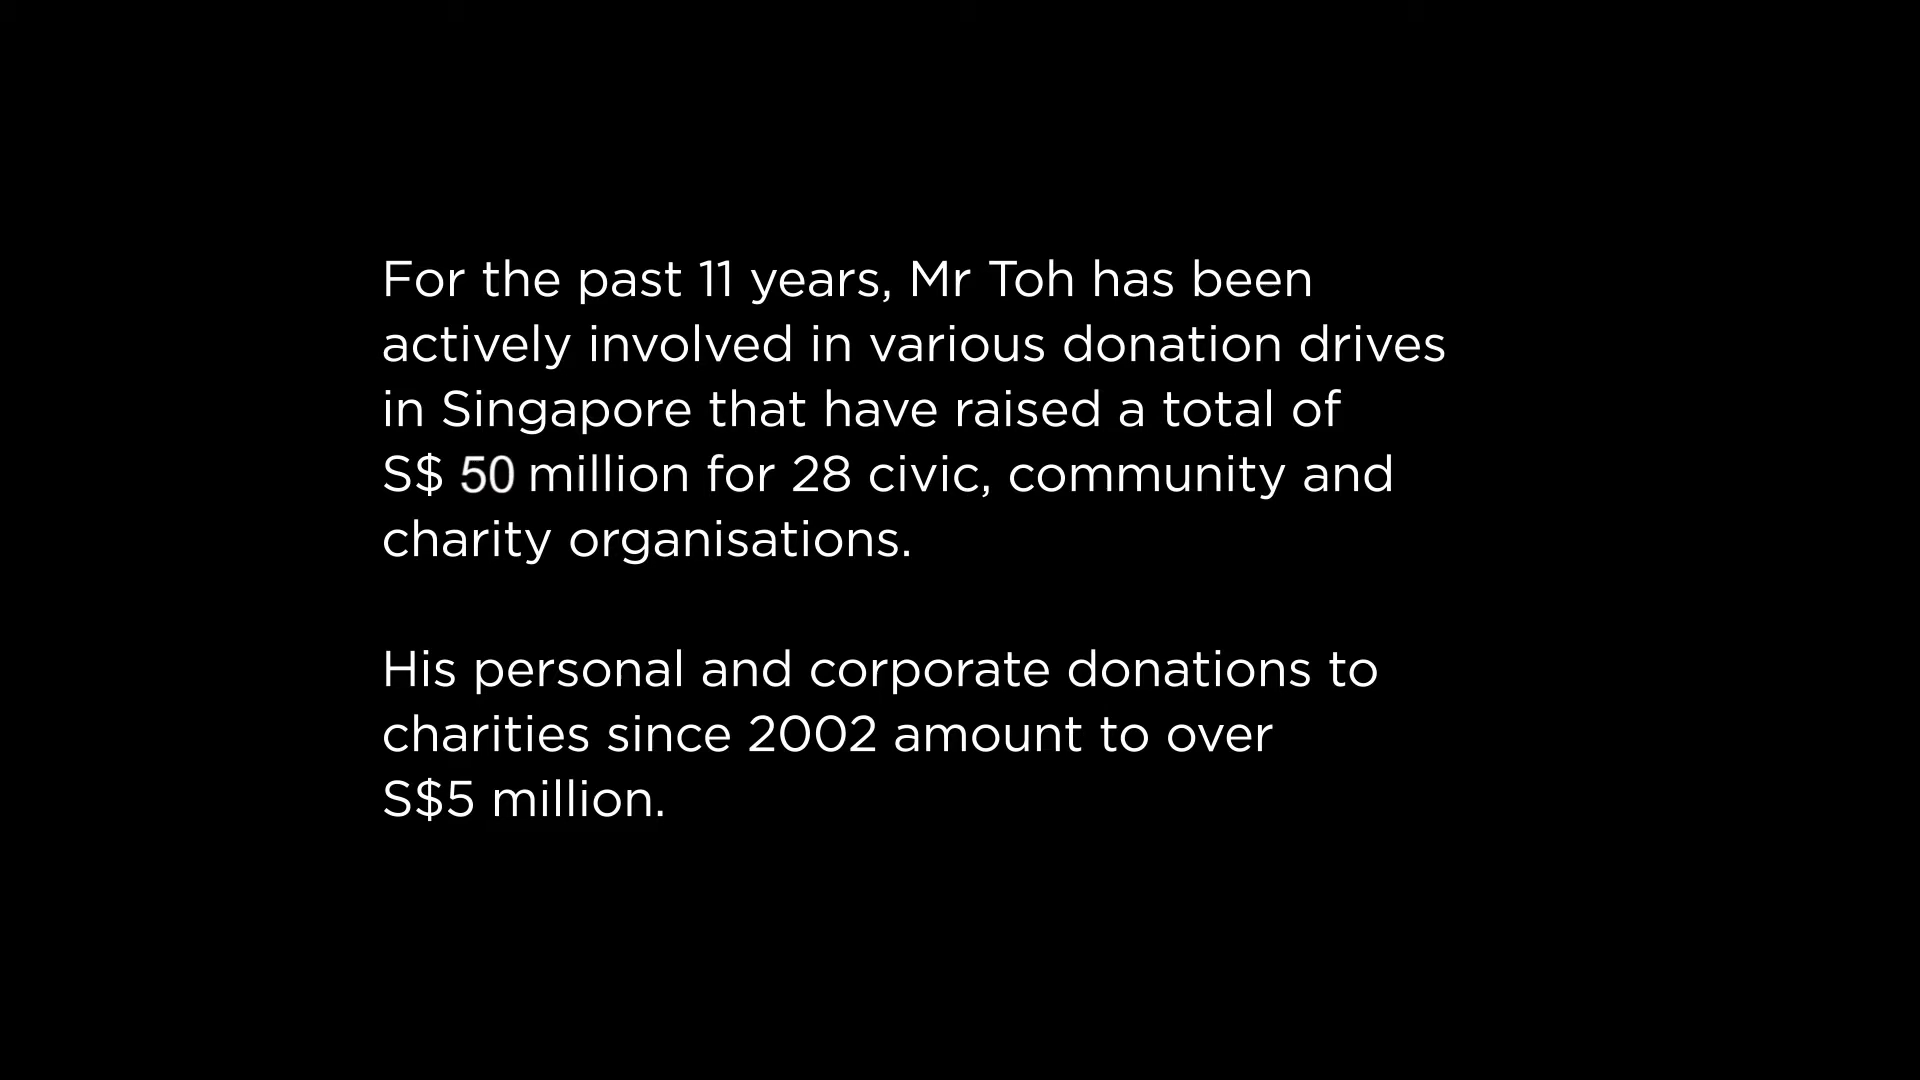 For the past 11 years, Mr Toh has been
actively involved in various donation drives
in Singapore that have raised a total of
S$ 50 million for 28 civic, community and
charity organisations.
His personal and corporate donations to
charities since 2002 amount to over
S$5 million.